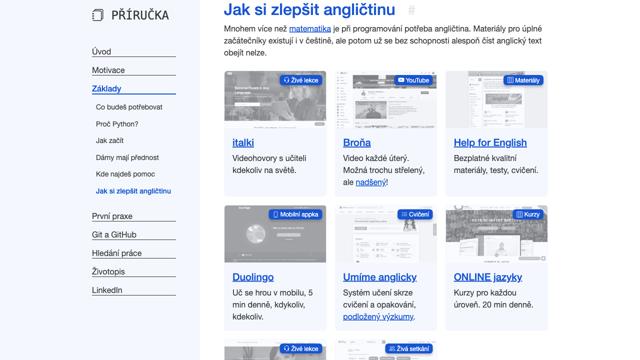 PŘÍRUČKA
Úvod
Motivace
Základy
Co budeš potřebovat
Proč Python?
Jak začít
Dámy mají přednost
Kde najdeš pomoc
Jak si zlepšit angličtinu
První praxe
Git a GitHub
Hledání práce
Životopis
LinkedIn
Jak si zlepšit angličtinu #
Mnohem více než matematika je při programování potřeba angličtina. Materiály pro úplné
začátečníky existují i v češtině, ale potom už se bez schopnosti alespoň číst anglický text
obejít nelze.
Živé lekce
italki
Videohovory s učiteli
kdekoliv na světě.
YouTube
Broňa
Video každé úterý.
Možná trochu střelený,
ale nadšený!
Materiály
Help for English
Bezplatné kvalitní
materiály, testy, cvičení.
Mobilní appka
Duolingo
Uč se hrou v mobilu, 5
min denně, kdykoliv,
kdekoliv.
Cvičení
Umíme anglicky
Systém učení skrze
cvičení a opakování,
podložený výzkumy.
Kurzy
ONLINE jazyky
Kurzy pro každou
úroveň. 20 min denně.
Živé lekce
Živá setkání